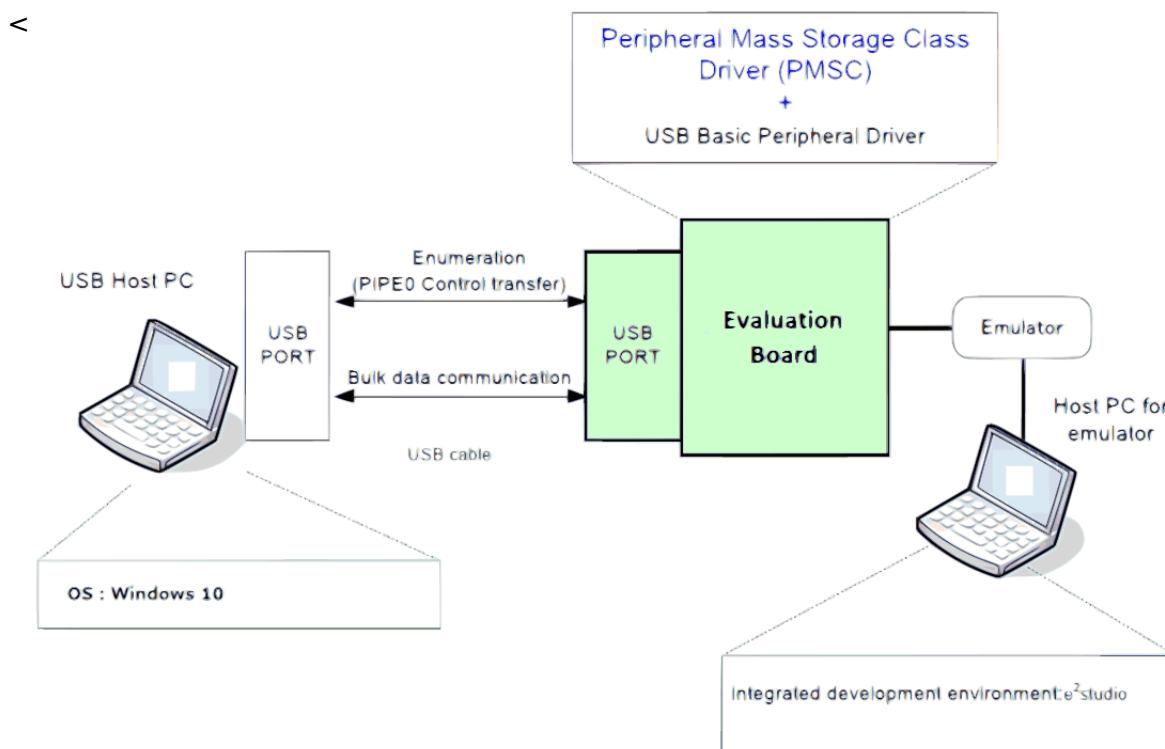 <
Peripheral Mass Storage Class
Driver (PMSC)
+
USB Basic Peripheral Driver
USB Host PC
USB
PORT
Enumeration
(PIPE0 Control transfer)
Bulk data communication
USB cable
USB
PORT
Evaluation
Board
Emulator
Host PC for
emulator
OS : Windows 10
Integrated development environment:e²studio